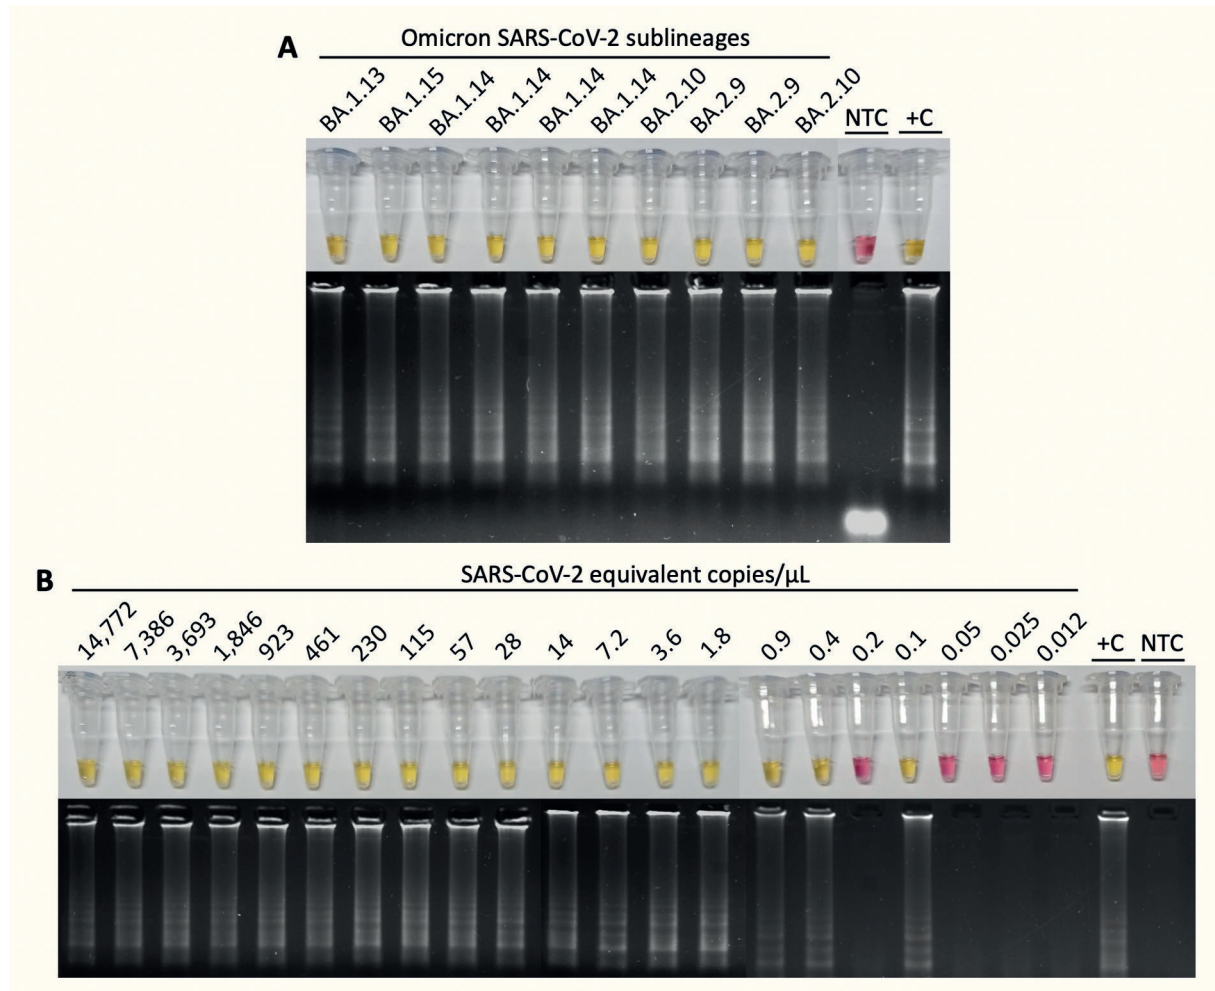 A
Omicron SARS-CoV-2 sublineages
BA.1.13 BA.1.15 BA.1.14 BA.1.14 BA.1.14 BA.1.14 BA.2.10 BA.2.9 BA.2.9 BA.2.10 NTC +C
B
SARS-CoV-2 equivalent copies/µL
14,772 7,386 3,693 1,846 923 461 230 115 57 28 14 7.2 3.6 1.8 0.9 0.4 0.2 0.1 0.05 0.025 0.012 +C NTC